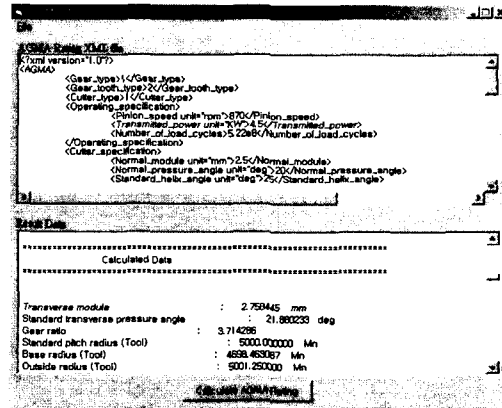 File
AGMA Rating XML file
<?xml version="1.0"?>
<AGMA>
<Gear_type>1</Gear_type>
<Gear_tooth_type>2</Gear_tooth_type>
<Cutter_type>1</Cutter_type>
<Operating_specification>
<Pinion_speed unit="rpm">870</Pinion_speed>
<Transmitted_power unit="KW">4.5</Transmitted_power>
<Number_of_load_cycles>5.22e8</Number_of_load_cycles>
</Operating_specification>
<Cutter_specification>
<Normal_module unit="mm">2.5</Normal_module>
<Normal_pressure_angle unit="deg">20</Normal_pressure_angle>
<Standard_helix_angle unit="deg">25</Standard_helix_angle>
Result Data
Calculated Data
Transverse module : 2.758445 mm
Standard transverse pressure angle : 21.880233 deg
Gear ratio : 3.714286
Standard pitch radius (Tool) : 5000.000000 Mn
Base radius (Tool) : 4698.463087 Mn
Outside radius (Tool) : 5001.250000 Mn
Calculate AGMA Rating